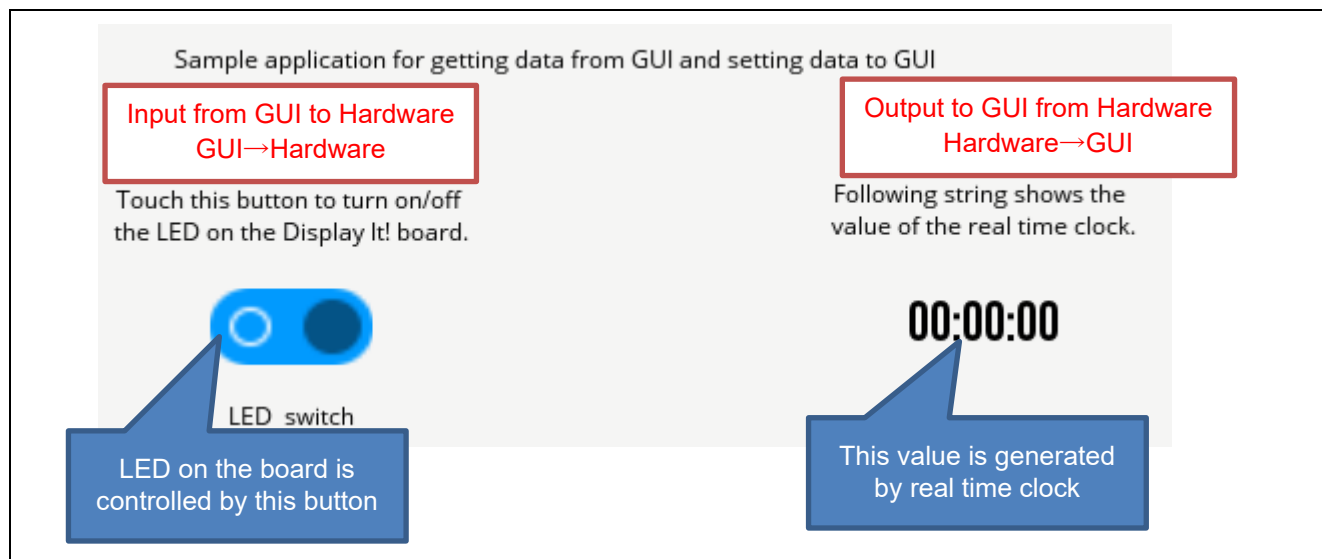 Sample application for getting data from GUI and setting data to GUI
Input from GUI to Hardware
GUI→Hardware
Output to GUI from Hardware
Hardware→GUI
Touch this button to turn on/off
the LED on the Display It! board.
Following string shows the
value of the real time clock.
00:00:00
LED switch
LED on the board is
controlled by this button
This value is generated
by real time clock